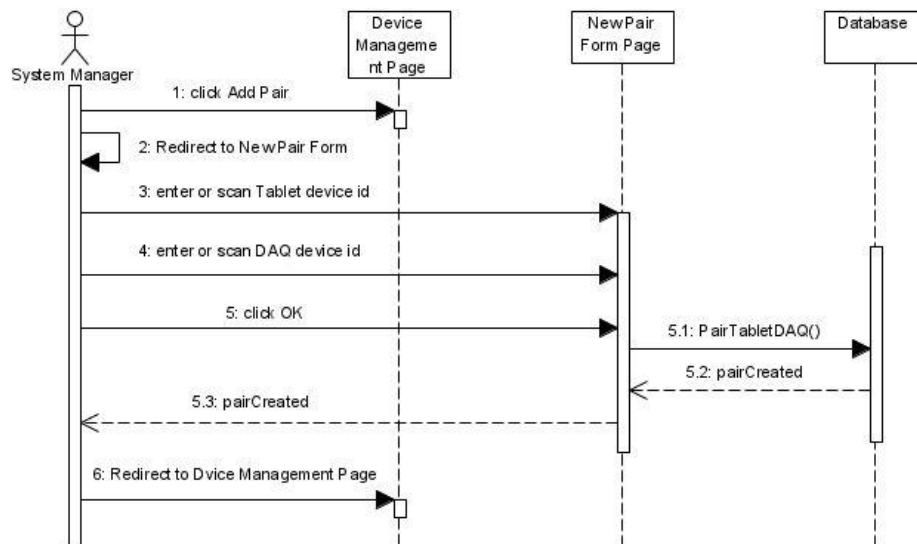 System Manager
Device
Manageme
nt Page
NewPair
Form Page
Database
1: click Add Pair
2: Redirect to NewPair Form
3: enter or scan Tablet device id
4: enter or scan DAQ device id
5: click OK
5.1: PairTabletDAQ()
5.2: pairCreated
5.3: pairCreated
6: Redirect to Dvice Management Page